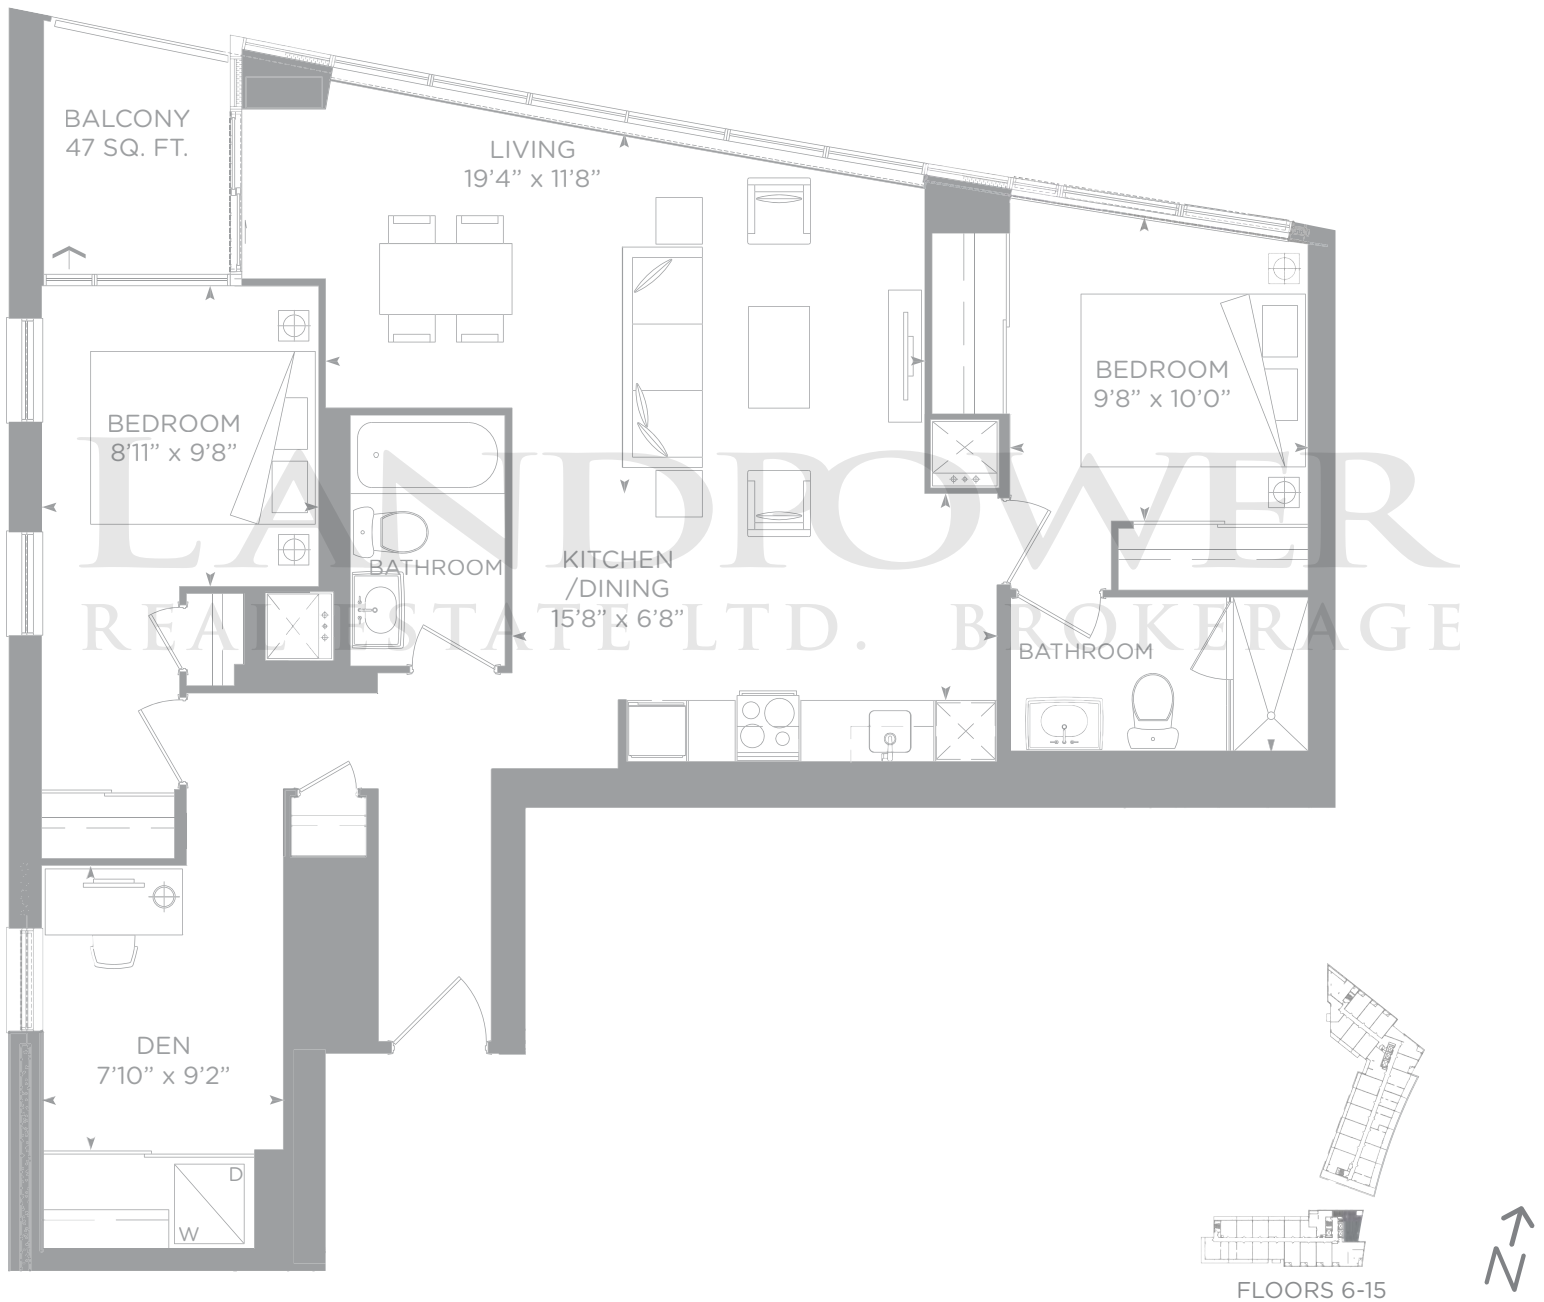 BALCONY
47 SQ. FT.
LIVING
19’4” x 11’8”
BEDROOM
9’8” x 10’0”
BEDROOM
8’11” x 9’8”
LANDPOWER
REAL ESTATE LTD. BROKERAGE
BATHROOM
KITCHEN
/DINING
15’8” x 6’8”
BATHROOM
DEN
7’10” x 9’2”
D
W
N
FLOORS 6-15